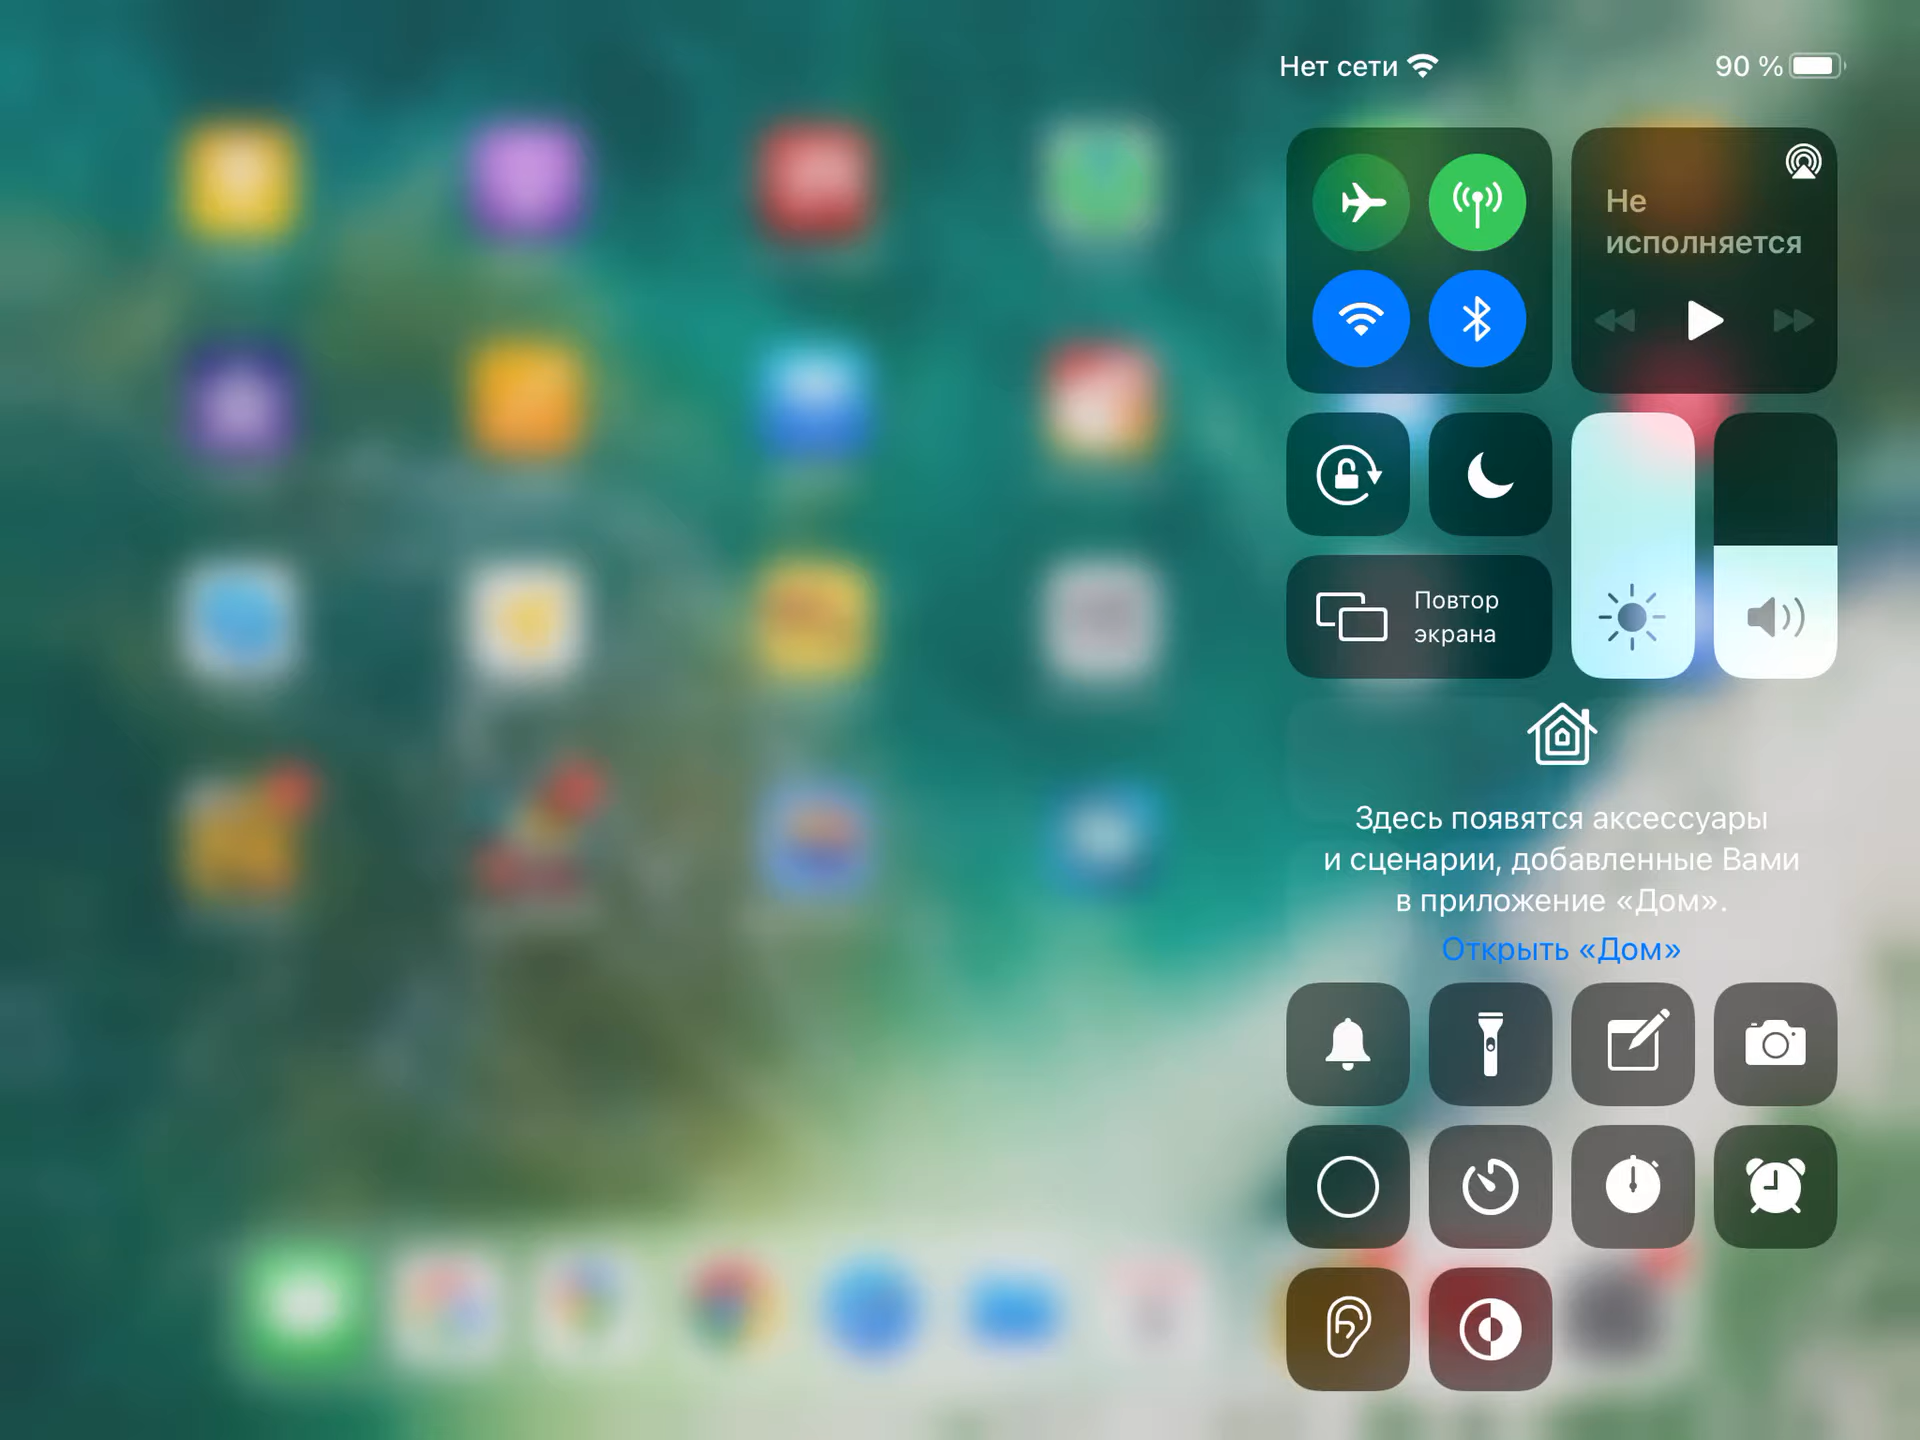 Нет сети
90 %
Не
исполняется
Повтор
экрана
Здесь появятся аксессуары
и сценарии, добавленные Вами
в приложение «Дом».
Открыть «Дом»